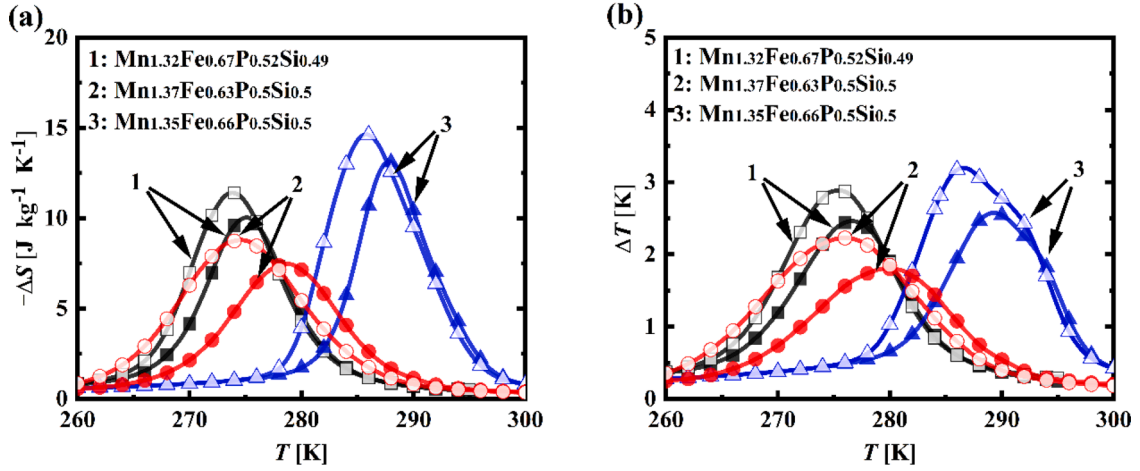 (a)
20
15
10
5
0
−ΔS [J kg⁻¹ K⁻¹]
1: Mn1.32Fe0.67P0.52Si0.49
2: Mn1.37Fe0.63P0.5Si0.5
3: Mn1.35Fe0.66P0.5Si0.5
1
2
3
260 270 280 290 300
T [K]
(b)
5
4
3
2
1
0
ΔT [K]
1: Mn1.32Fe0.67P0.52Si0.49
2: Mn1.37Fe0.63P0.5Si0.5
3: Mn1.35Fe0.66P0.5Si0.5
1
2
3
260 270 280 290 300
T [K]